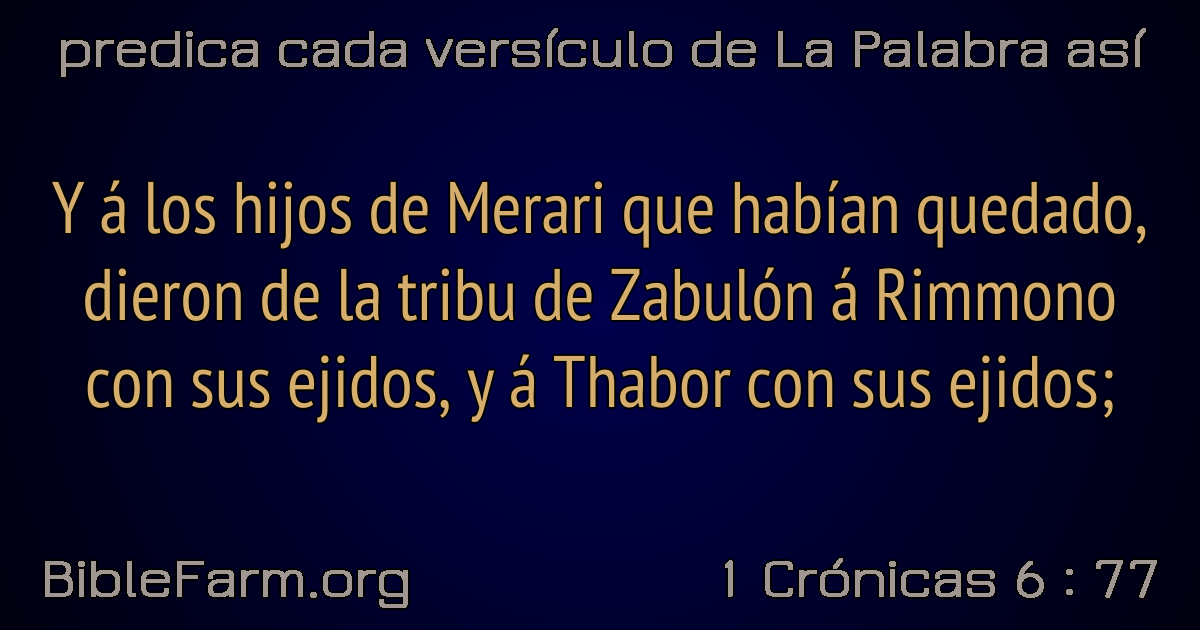 predica cada versículo de La Palabra así
Y á los hijos de Merari que habían quedado,
dieron de la tribu de Zabulón á Rimmono
con sus ejidos, y á Thabor con sus ejidos;
BibleFarm.org
1 Crónicas 6 : 77